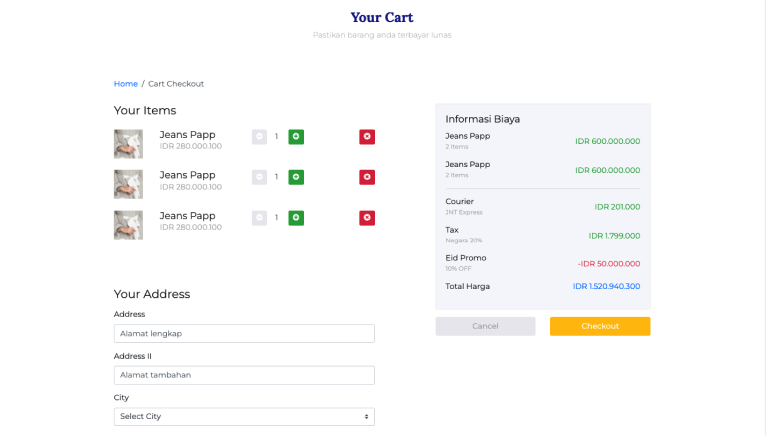 Your Cart
Pastikan barang anda terbayar lunas
Home / Cart Checkout
Your Items
Jeans Papp
IDR 280.000.100
1
Jeans Papp
IDR 280.000.100
1
Jeans Papp
IDR 280.000.100
1
Your Address
Address
Alamat lengkap
Address II
Alamat tambahan
City
Select City
Informasi Biaya
Jeans Papp
2 items
IDR 600.000.000
Jeans Papp
2 items
IDR 600.000.000
Courier
JNT Express
IDR 201.000
Tax
Negara 20%
IDR 1.799.000
Eid Promo
10% OFF
-IDR 50.000.000
Total Harga
IDR 1.520.940.300
Cancel
Checkout